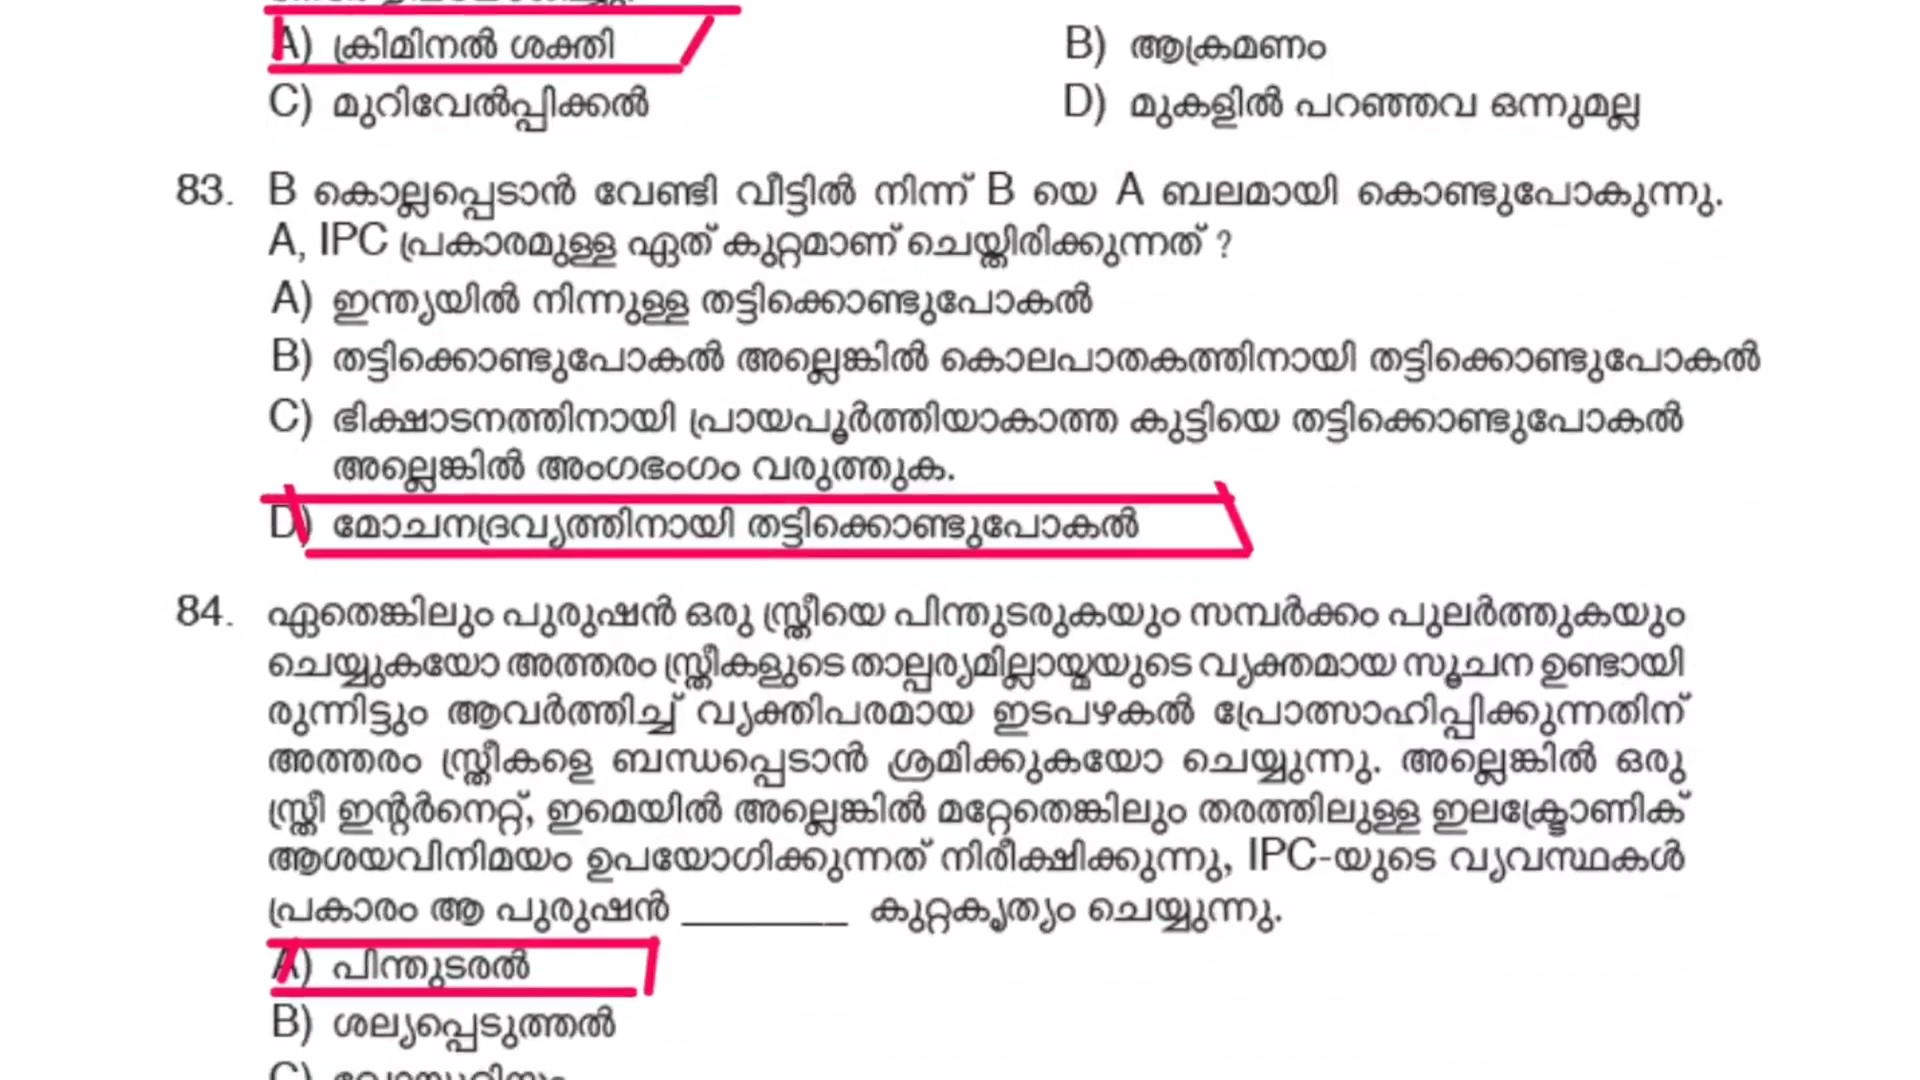 A) ക്രിമിനൽ ശക്തി
B) ആക്രമണം
C) മുറിവേൽപ്പിക്കൽ
D) മുകളിൽ പറഞ്ഞവ ഒന്നുമല്ല
83. B കൊല്ലപ്പെടാൻ വേണ്ടി വീട്ടിൽ നിന്ന് B യെ A ബലമായി കൊണ്ടുപോകുന്നു.
A, IPC പ്രകാരമുള്ള ഏത് കുറ്റമാണ് ചെയ്തിരിക്കുന്നത് ?
A) ഇന്ത്യയിൽ നിന്നുള്ള തട്ടിക്കൊണ്ടുപോകൽ
B) തട്ടിക്കൊണ്ടുപോകൽ അല്ലെങ്കിൽ കൊലപാതകത്തിനായി തട്ടിക്കൊണ്ടുപോകൽ
C) ഭിക്ഷാടനത്തിനായി പ്രായപൂർത്തിയാകാത്ത കുട്ടിയെ തട്ടിക്കൊണ്ടുപോകൽ
അല്ലെങ്കിൽ അംഗഭംഗം വരുത്തുക.
D) മോചനദ്രവ്യത്തിനായി തട്ടിക്കൊണ്ടുപോകൽ
84. ഏതെങ്കിലും പുരുഷൻ ഒരു സ്ത്രീയെ പിന്തുടരുകയും സമ്പർക്കം പുലർത്തുകയും
ചെയ്യുകയോ അത്തരം സ്ത്രീകളുടെ താല്പര്യമില്ലായ്മയുടെ വ്യക്തമായ സൂചന ഉണ്ടായി
രുന്നിട്ടും ആവർത്തിച്ച് വ്യക്തിപരമായ ഇടപഴകൽ പ്രോത്സാഹിപ്പിക്കുന്നതിന്
അത്തരം സ്ത്രീകളെ ബന്ധപ്പെടാൻ ശ്രമിക്കുകയോ ചെയ്യുന്നു. അല്ലെങ്കിൽ ഒരു
സ്ത്രീ ഇന്റർനെറ്റ്, ഇമെയിൽ അല്ലെങ്കിൽ മറ്റേതെങ്കിലും തരത്തിലുള്ള ഇലക്ട്രോണിക്
ആശയവിനിമയം ഉപയോഗിക്കുന്നത് നിരീക്ഷിക്കുന്നു, IPC-യുടെ വ്യവസ്ഥകൾ
പ്രകാരം ആ പുരുഷൻ ________ കുറ്റകൃത്യം ചെയ്യുന്നു.
A) പിന്തുടരൽ
B) ശല്യപ്പെടുത്തൽ
C)